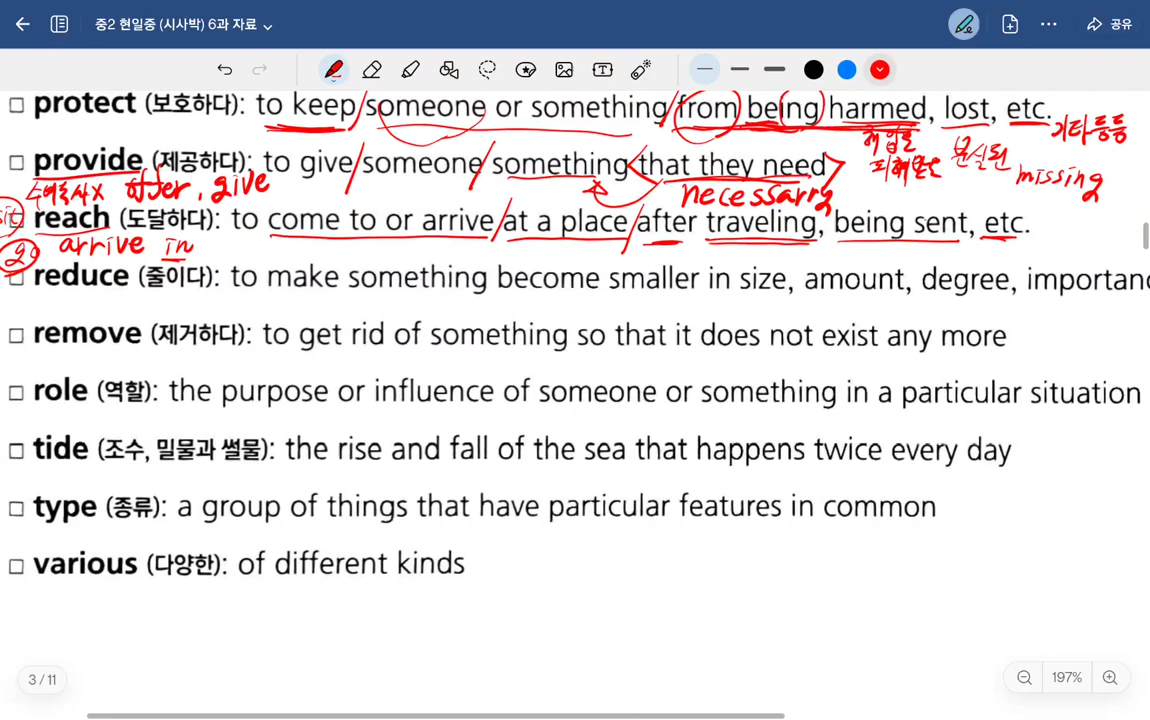 중2 현일중 (시사박) 6과 자료
공유
protect (보호하다): to keep someone or something from being harmed, lost, etc.
해업을 피해받은 분실된 missing 기타등등
provide (제공하다): to give someone something that they need
수여동사X offer, give necessary
reach (도달하다): to come to or arrive at a place after traveling, being sent, etc.
arrive in
reduce (줄이다): to make something become smaller in size, amount, degree, importanc
remove (제거하다): to get rid of something so that it does not exist any more
role (역할): the purpose or influence of someone or something in a particular situation
tide (조수, 밀물과 썰물): the rise and fall of the sea that happens twice every day
type (종류): a group of things that have particular features in common
various (다양한): of different kinds
3 / 11
197%